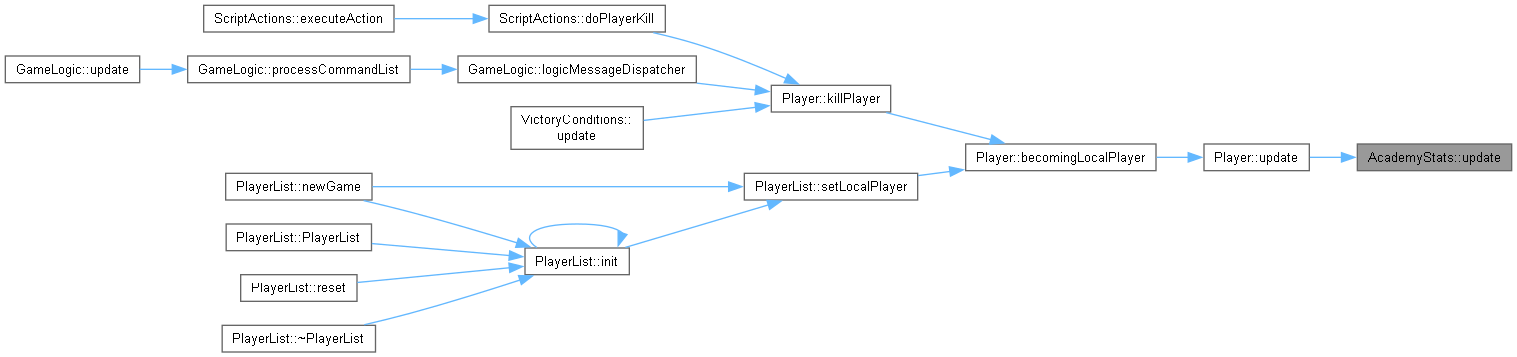 ScriptActions::executeAction
ScriptActions::doPlayerKill
GameLogic::update
GameLogic::processCommandList
GameLogic::logicMessageDispatcher
Player::killPlayer
VictoryConditions::
update
Player::becomingLocalPlayer
Player::update
AcademyStats::update
PlayerList::newGame
PlayerList::setLocalPlayer
PlayerList::PlayerList
PlayerList::init
PlayerList::reset
PlayerList::~PlayerList